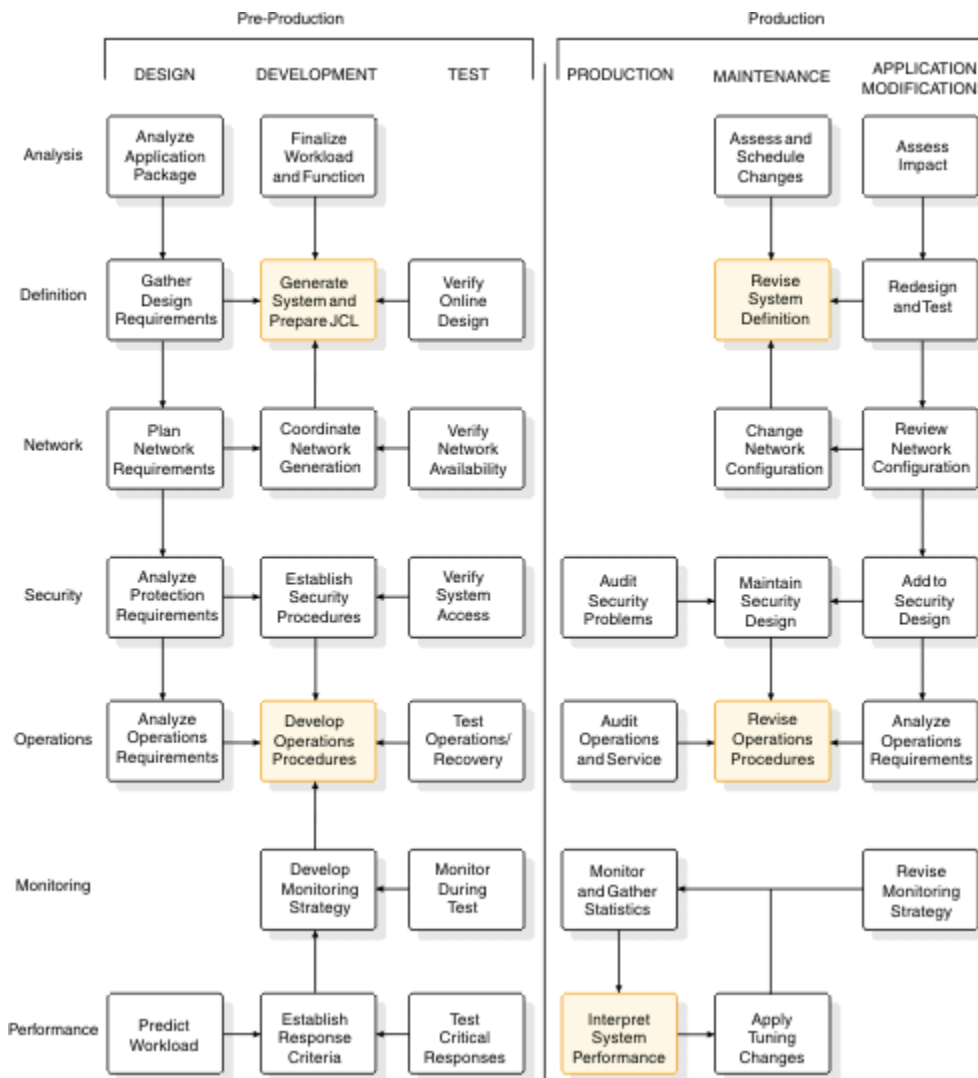 Pre-Production
Production
DESIGN
DEVELOPMENT
TEST
PRODUCTION
MAINTENANCE
APPLICATION
MODIFICATION
Analysis
Analyze
Application
Package
Finalize
Workload
and Function
Assess and
Schedule
Changes
Assess
Impact
Definition
Gather
Design
Requirements
Generate
System and
Prepare JCL
Verify
Online
Design
Revise
System
Definition
Redesign
and Test
Network
Plan
Network
Requirements
Coordinate
Network
Generation
Verify
Network
Availability
Change
Network
Configuration
Review
Network
Configuration
Security
Analyze
Protection
Requirements
Establish
Security
Procedures
Verify
System
Access
Audit
Security
Problems
Maintain
Security
Design
Add to
Security
Design
Operations
Analyze
Operations
Requirements
Develop
Operations
Procedures
Test
Operations/
Recovery
Audit
Operations
and Service
Revise
Operations
Procedures
Analyze
Operations
Requirements
Monitoring
Develop
Monitoring
Strategy
Monitor
During
Test
Monitor
and Gather
Statistics
Revise
Monitoring
Strategy
Performance
Predict
Workload
Establish
Response
Criteria
Test
Critical
Responses
Interpret
System
Performance
Apply
Tuning
Changes